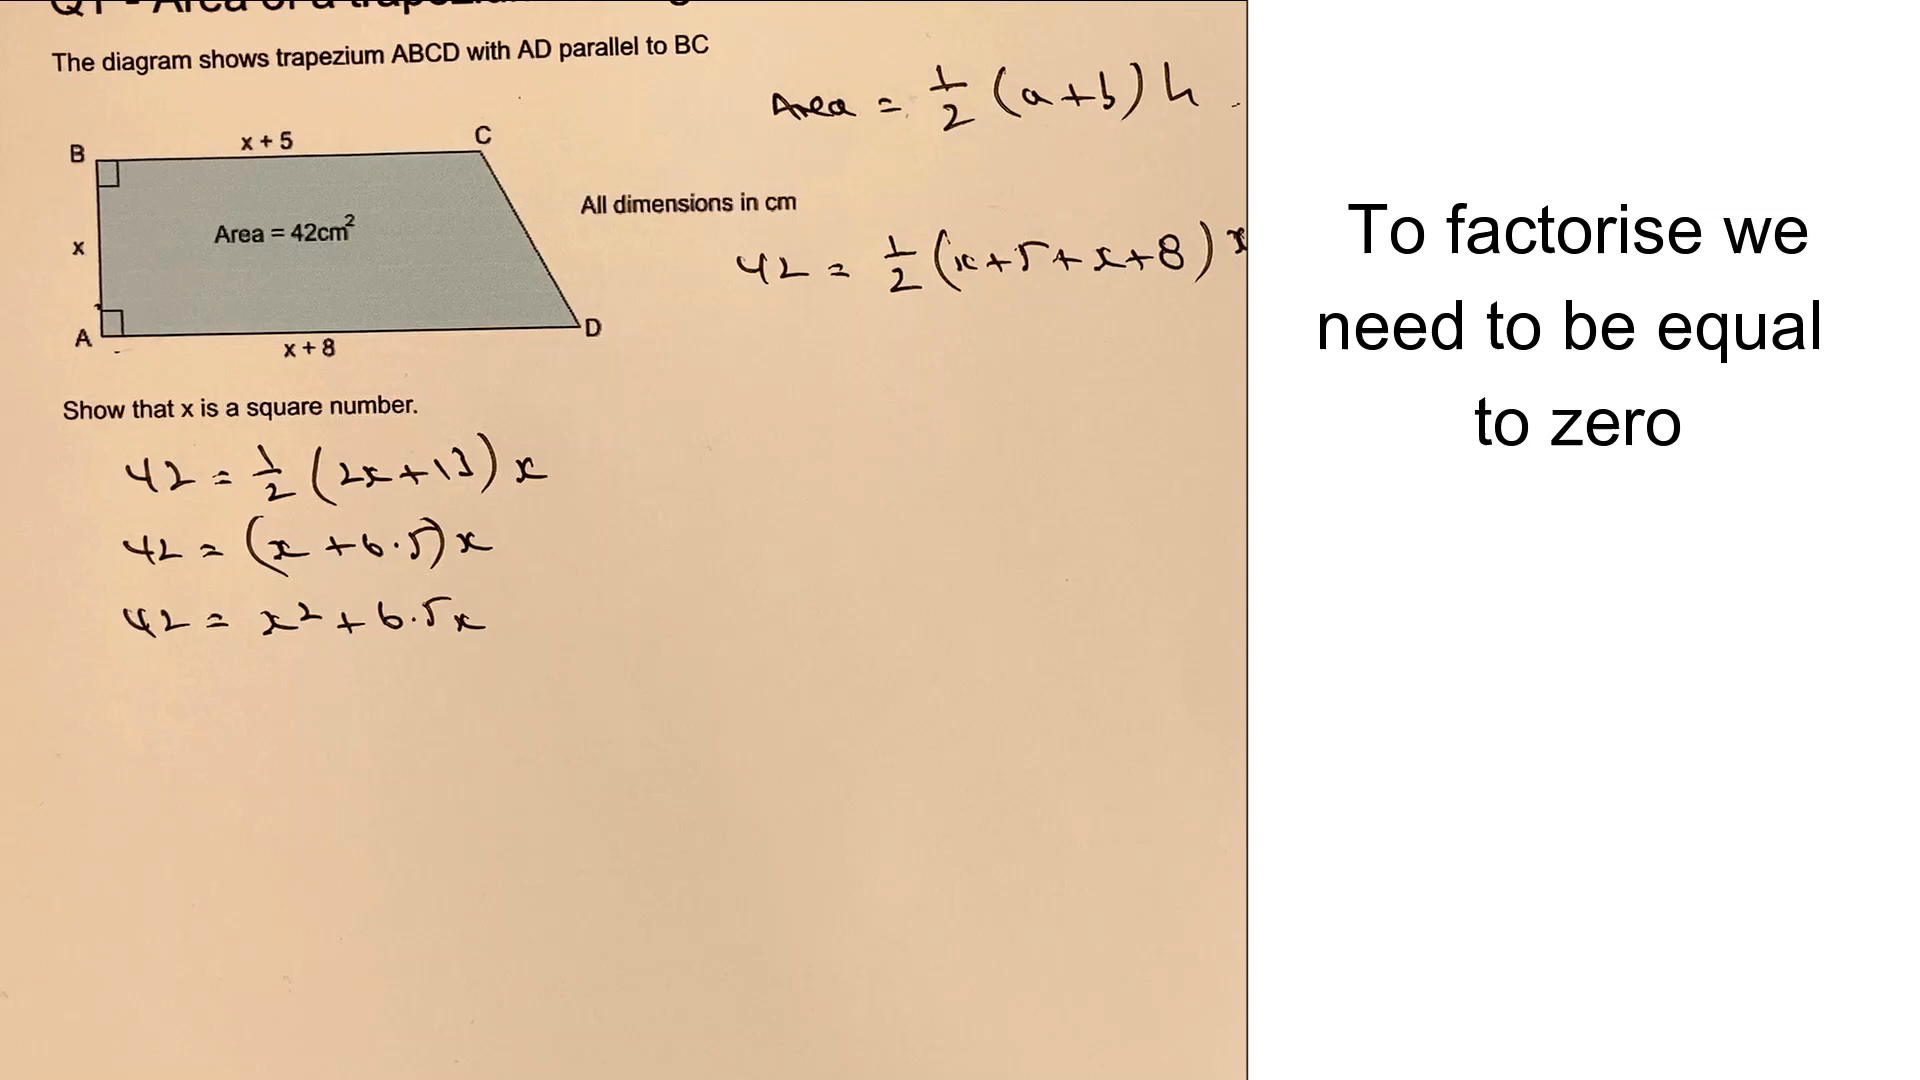 The diagram shows trapezium ABCD with AD parallel to BC
Area = 1/2 (a+b) h
B
x + 5
C
All dimensions in cm
Area = 42cm²
x
42 = 1/2 (x+5+x+8) x
A
D
x + 8
Show that x is a square number.
42 = 1/2 (2x+13) x
42 = (x +6.5) x
42 = x² + 6.5x
To factorise we
need to be equal
to zero